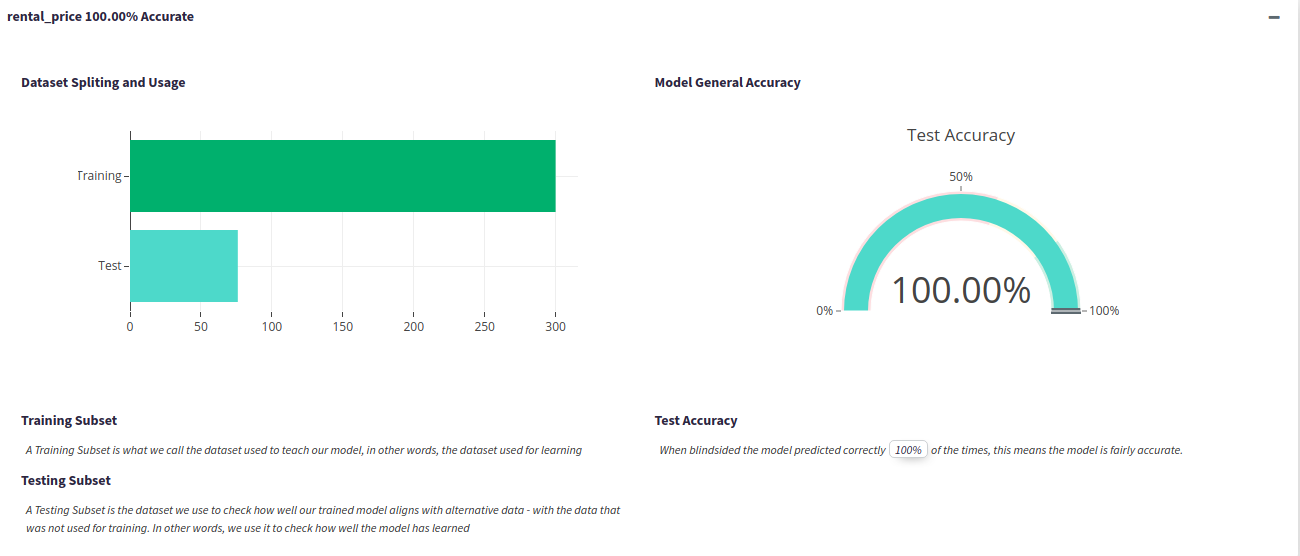 rental_price 100.00% Accurate
Dataset Spliting and Usage
Training
Test
0 50 100 150 200 250 300
Model General Accuracy
Test Accuracy
50%
100.00%
0% 100%
Training Subset
A Training Subset is what we call the dataset used to teach our model, in other words, the dataset used for learning
Testing Subset
A Testing Subset is the dataset we use to check how well our trained model aligns with alternative data - with the data that
was not used for training. In other words, we use it to check how well the model has learned
Test Accuracy
When blindsided the model predicted correctly 100% of the times, this means the model is fairly accurate.